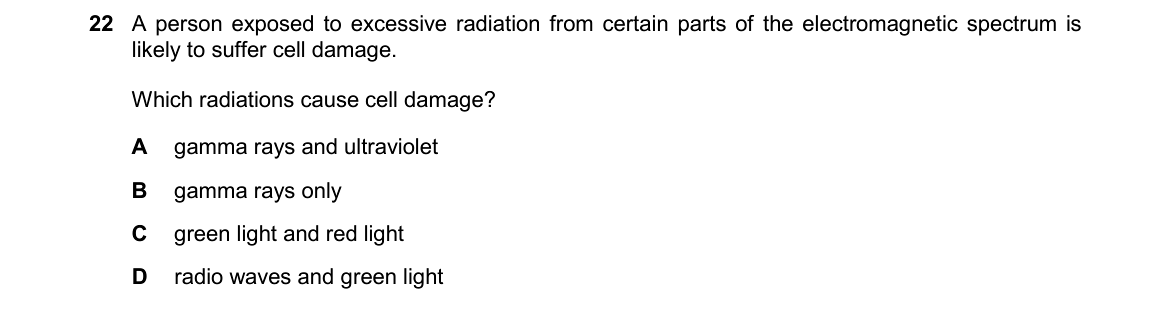 22 A person exposed to excessive radiation from certain parts of the electromagnetic spectrum is
likely to suffer cell damage.
Which radiations cause cell damage?
A gamma rays and ultraviolet
B gamma rays only
C green light and red light
D radio waves and green light